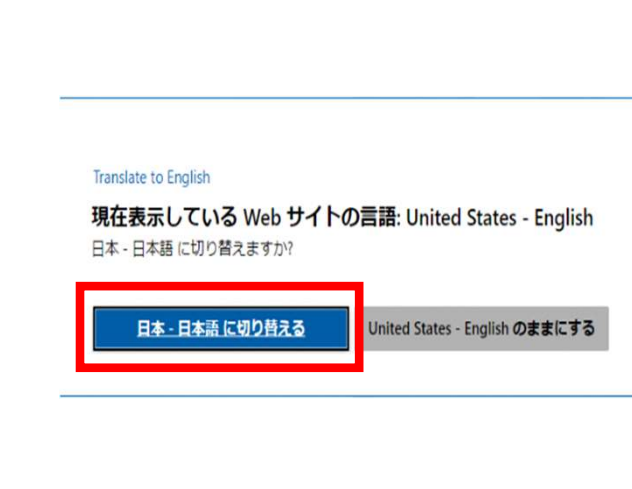 Translate to English
現在表示している Web サイトの言語: United States - English
日本 - 日本語 に切り替えますか?
日本 - 日本語 に切り替える
United States - English のままにする